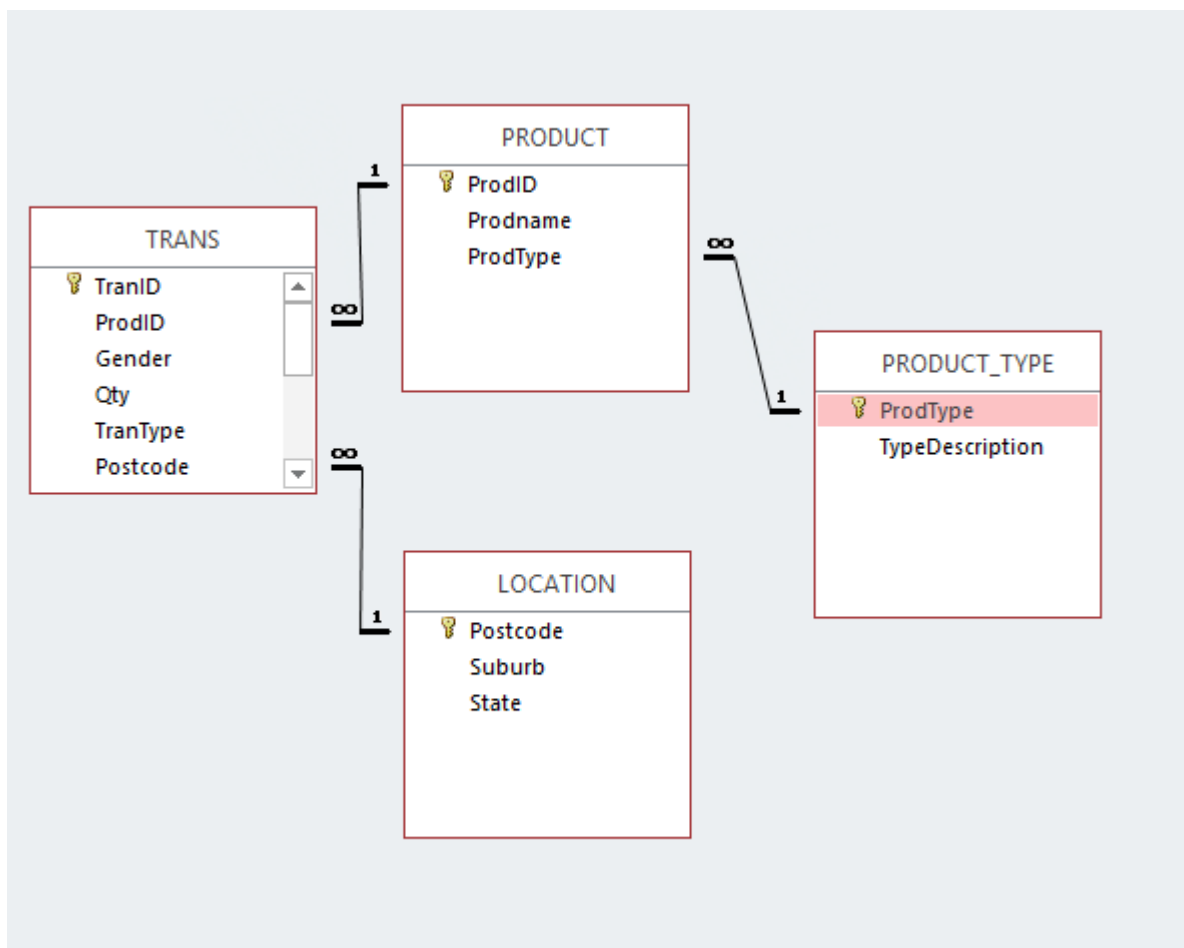 TRANS
TranID
ProdID
Gender
Qty
TranType
Postcode
1
∞
∞
1
PRODUCT
ProdID
Prodname
ProdType
∞
1
PRODUCT_TYPE
ProdType
TypeDescription
LOCATION
Postcode
Suburb
State